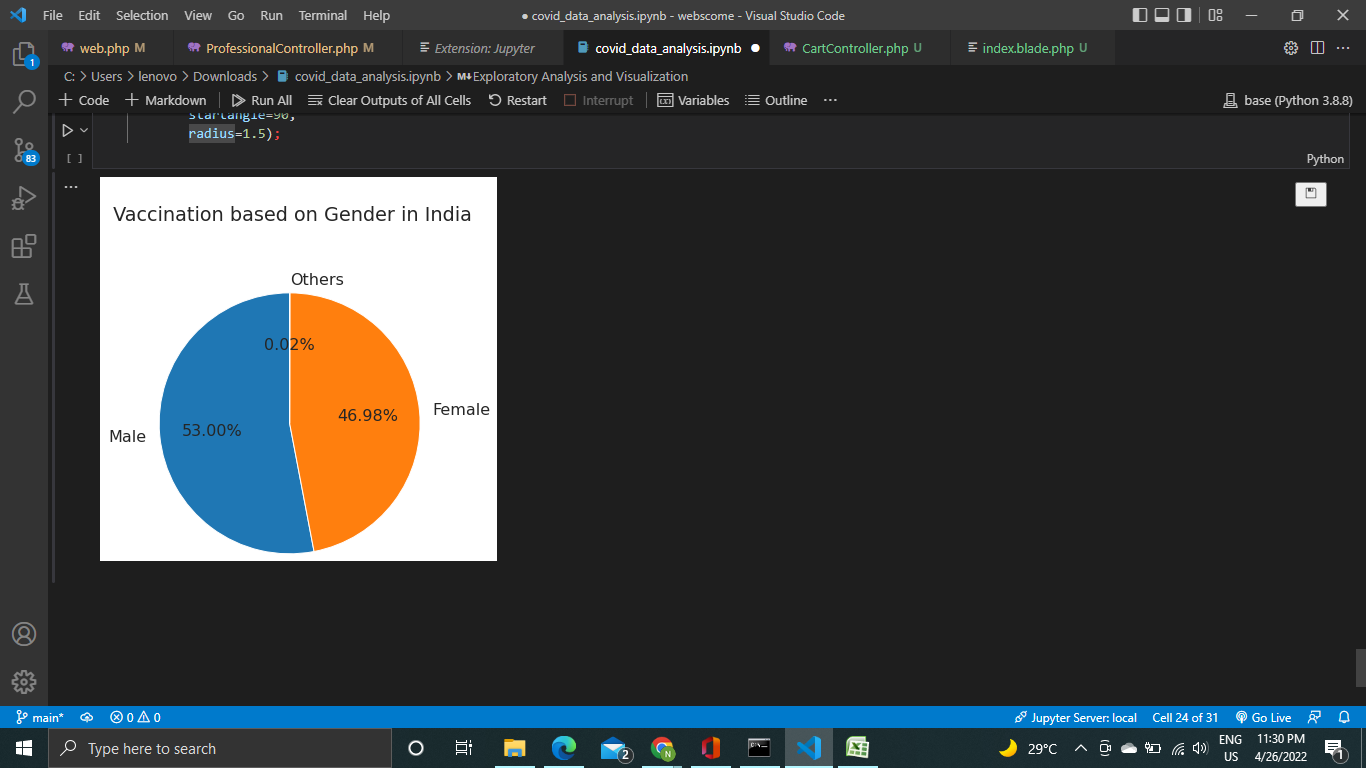 File Edit Selection View Go Run Terminal Help ● covid_data_analysis.ipynb - webscome - Visual Studio Code
web.php M ProfessionalController.php M Extension: Jupyter covid_data_analysis.ipynb ● CartController.php U index.blade.php U
1
C: > Users > lenovo > Downloads > covid_data_analysis.ipynb > M↓Exploratory Analysis and Visualization
+ Code + Markdown Run All Clear Outputs of All Cells Restart Interrupt Variables Outline ··· base (Python 3.8.8)
startangle=90,
radius=1.5);
83
[ ] Python
Vaccination based on Gender in India
Others
0.02%
Male 53.00% 46.98% Female
main* 0 0 Jupyter Server: local Cell 24 of 31 Go Live
Type here to search 2 N 29°C ENG US 11:30 PM 4/26/2022 1